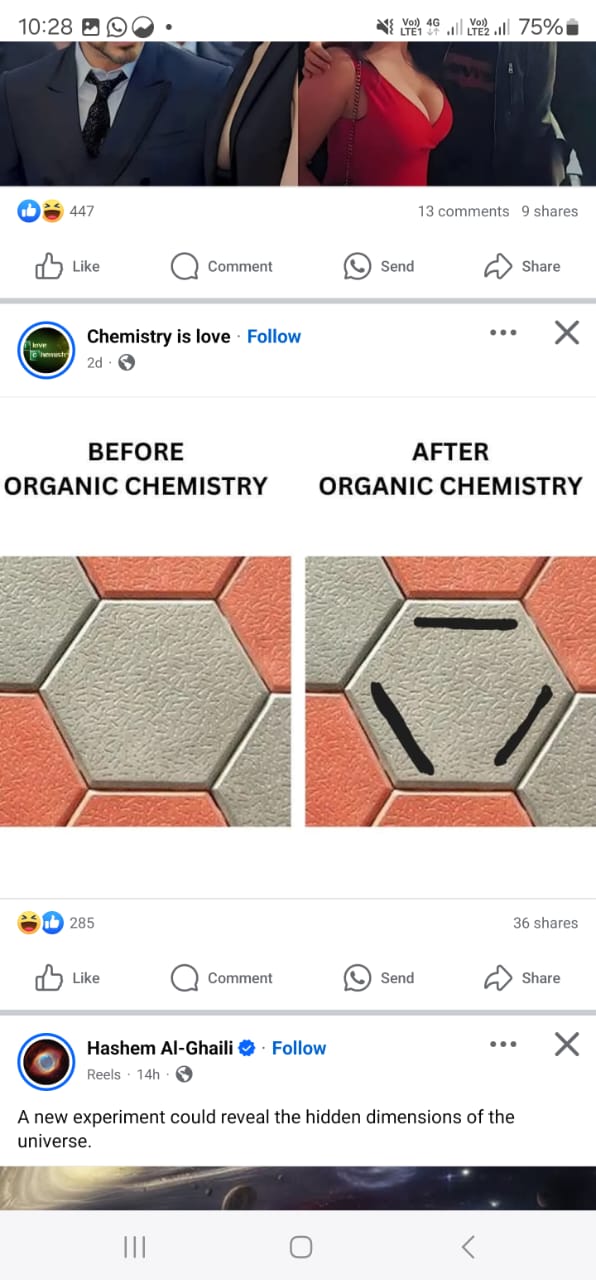 10:28
Vo)) 4G Vo))
LTE1 LTE2 75%
447 13 comments 9 shares
Like Comment Send Share
Chemistry is love · Follow
2d ·
I love
Chemistry
BEFORE
ORGANIC CHEMISTRY
AFTER
ORGANIC CHEMISTRY
285 36 shares
Like Comment Send Share
Hashem Al-Ghaili · Follow
Reels · 14h ·
A new experiment could reveal the hidden dimensions of the
universe.